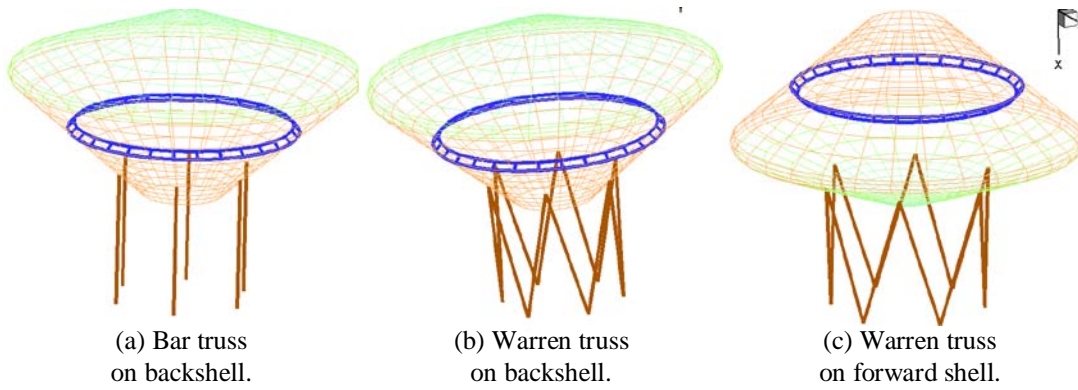 X
(a) Bar truss
on backshell.
(b) Warren truss
on backshell.
(c) Warren truss
on forward shell.